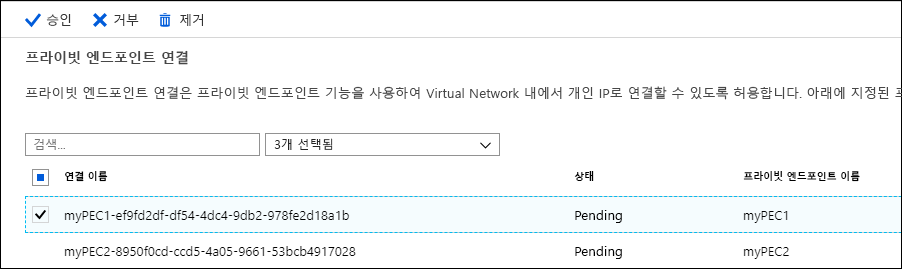 승인 거부 제거
프라이빗 엔드포인트 연결
프라이빗 엔드포인트 연결은 프라이빗 엔드포인트 기능을 사용하여 Virtual Network 내에서 개인 IP로 연결할 수 있도록 허용합니다. 아래에 지정된
검색... 3개 선택됨
연결 이름 상태 프라이빗 엔드포인트 이름
myPEC1-ef9fd2df-df54-4dc4-9db2-978fe2d18a1b Pending myPEC1
myPEC2-8950f0cd-ccd5-4a05-9661-53bcb4917028 Pending myPEC2